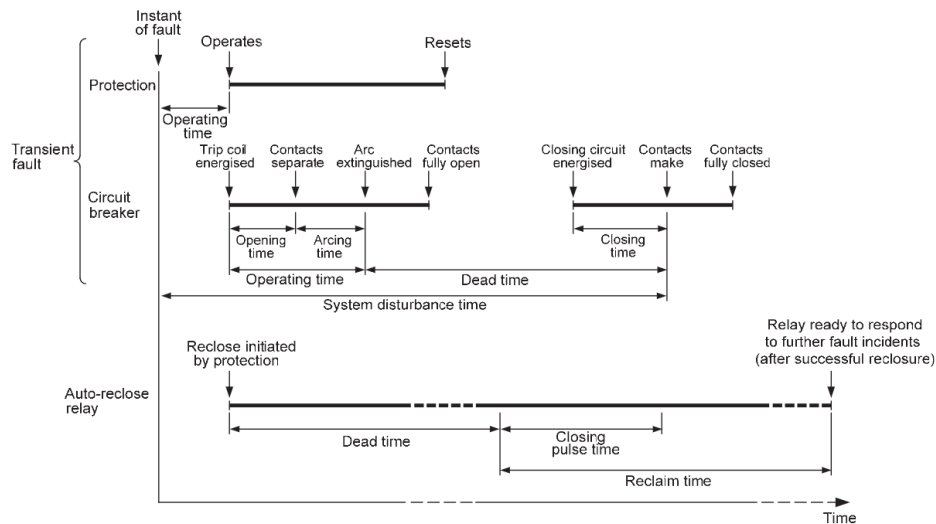 Instant
of fault
Operates
Resets
Protection
Operating
time
Transient
fault
Trip coil
energised
Contacts
separate
Arc
extinguished
Contacts
fully open
Closing circuit
energised
Contacts
make
Contacts
fully closed
Circuit
breaker
Opening
time
Arcing
time
Closing
time
Operating time
Dead time
System disturbance time
Relay ready to respond
to further fault incidents
(after successful reclosure)
Reclose initiated
by protection
Auto-reclose
relay
Dead time
Closing
pulse time
Reclaim time
Time